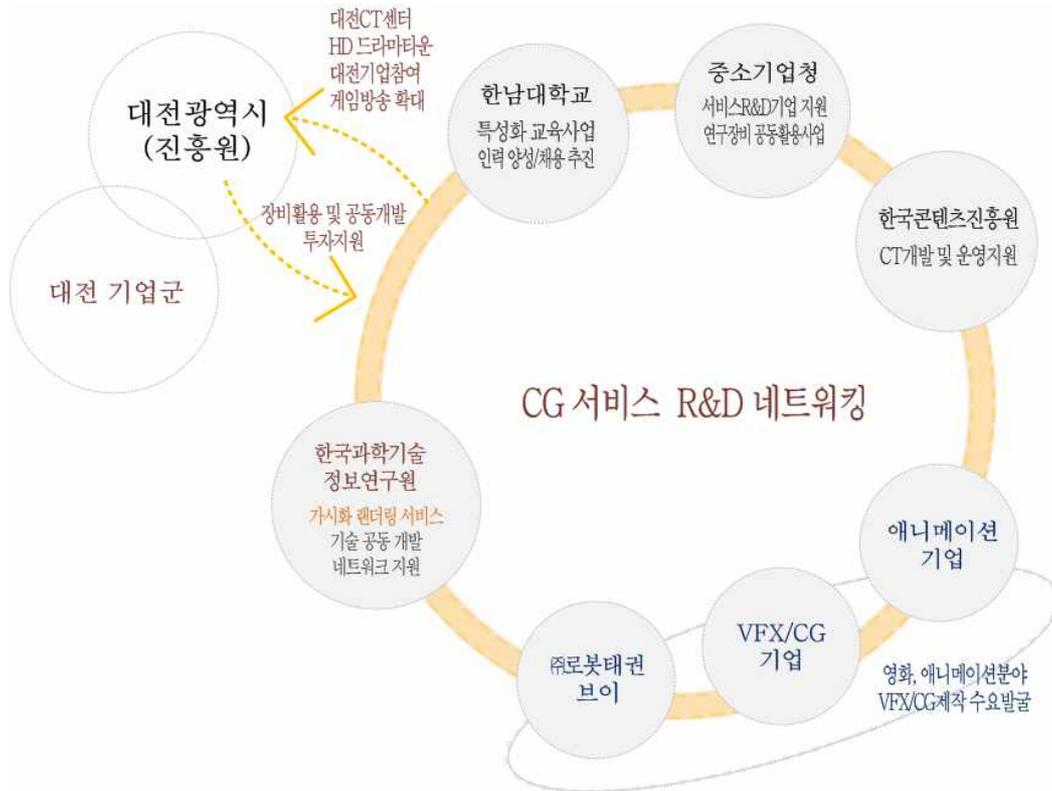 대전CT센터
HD 드라마타운
대전기업참여
게임방송 확대
대전광역시
(진흥원)
장비활용 및 공동개발
투자지원
대전 기업군
한남대학교
특성화 교육사업
인력 양성/채용 추진
중소기업청
서비스R&D기업 지원
연구장비 공동활용사업
한국콘텐츠진흥원
CT개발 및 운영지원
CG 서비스 R&D 네트워킹
한국과학기술
정보연구원
가시화 랜더링 서비스
기술 공동 개발
네트워크 지원
애니메이션
기업
VFX/CG
기업
㈜로봇태권
브이
영화, 애니메이션분야
VFX/CG제작 수요발굴